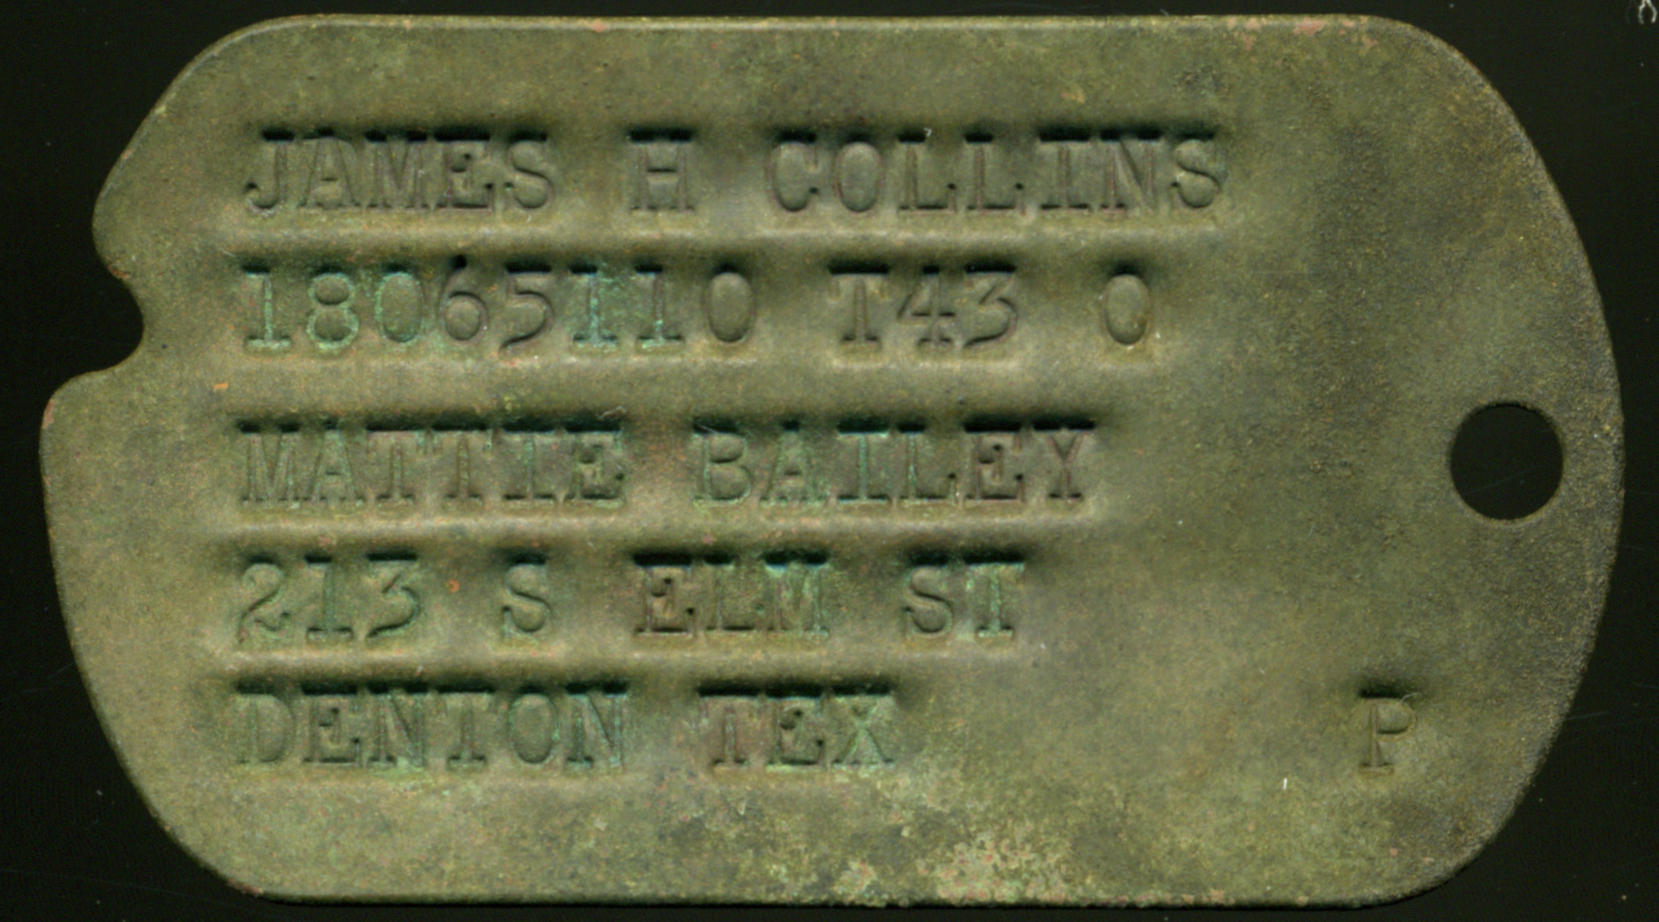 JAMES H COLLINS
18065110 T43 O
MATTIE BAILEY
213 S ELM ST
DENTON TEX P